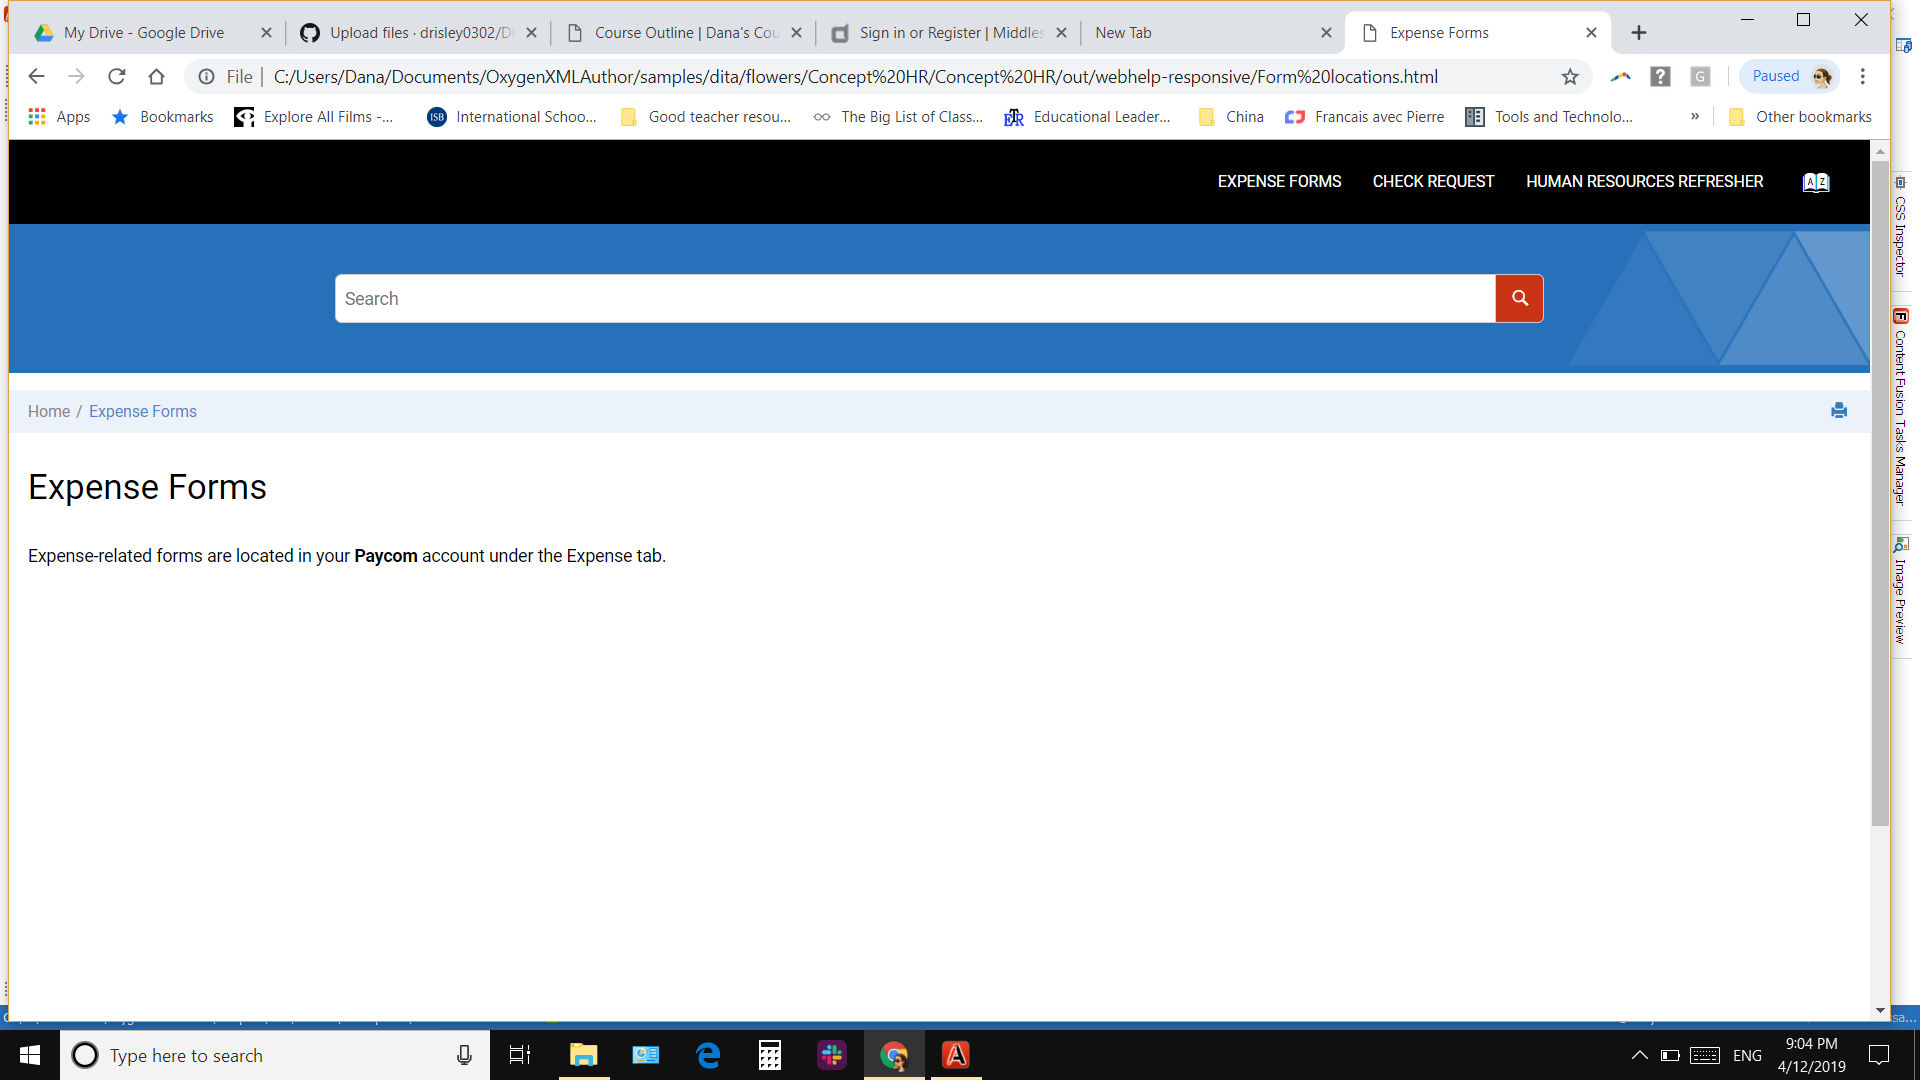 My Drive - Google Drive
Upload files · drisley0302/D
Course Outline | Dana's Cou
Sign in or Register | Middles
New Tab
Expense Forms
File
C:/Users/Dana/Documents/OxygenXMLAuthor/samples/dita/flowers/Concept%20HR/Concept%20HR/out/webhelp-responsive/Form%20locations.html
?
G
Paused
Apps
Bookmarks
Explore All Films -...
ISB
International Schoo...
Good teacher resou...
The Big List of Class...
Educational Leader...
China
Francais avec Pierre
Tools and Technolo...
»
Other bookmarks
EXPENSE FORMS
CHECK REQUEST
HUMAN RESOURCES REFRESHER
A Z
Search
Home / Expense Forms
Expense Forms
Expense-related forms are located in your Paycom account under the Expense tab.
CSS Inspector
Content Fusion Tasks Manager
Image Preview
Type here to search
ENG
9:04 PM
4/12/2019